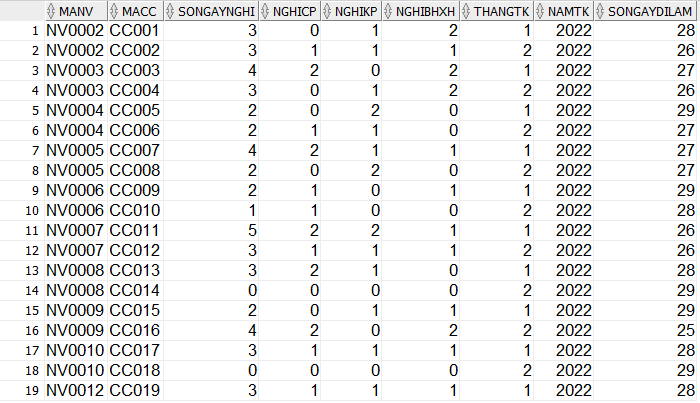 MANV MACC SONGAYNGHI NGHICP NGHIKP NGHIBHXH THANGTK NAMTK SONGAYDILAM
1 NV0002 CC001 3 0 1 2 1 2022 28
2 NV0002 CC002 3 1 1 1 2 2022 26
3 NV0003 CC003 4 2 0 2 1 2022 27
4 NV0003 CC004 3 0 1 2 2 2022 26
5 NV0004 CC005 2 0 2 0 1 2022 29
6 NV0004 CC006 2 1 1 0 2 2022 27
7 NV0005 CC007 4 2 1 1 1 2022 27
8 NV0005 CC008 2 0 2 0 2 2022 27
9 NV0006 CC009 2 1 0 1 1 2022 29
10 NV0006 CC010 1 1 0 0 2 2022 28
11 NV0007 CC011 5 2 2 1 1 2022 26
12 NV0007 CC012 3 1 1 1 2 2022 26
13 NV0008 CC013 3 2 1 0 1 2022 28
14 NV0008 CC014 0 0 0 0 2 2022 29
15 NV0009 CC015 2 0 1 1 1 2022 29
16 NV0009 CC016 4 2 0 2 2 2022 25
17 NV0010 CC017 3 1 1 1 1 2022 28
18 NV0010 CC018 0 0 0 0 2 2022 29
19 NV0012 CC019 3 1 1 1 1 2022 28